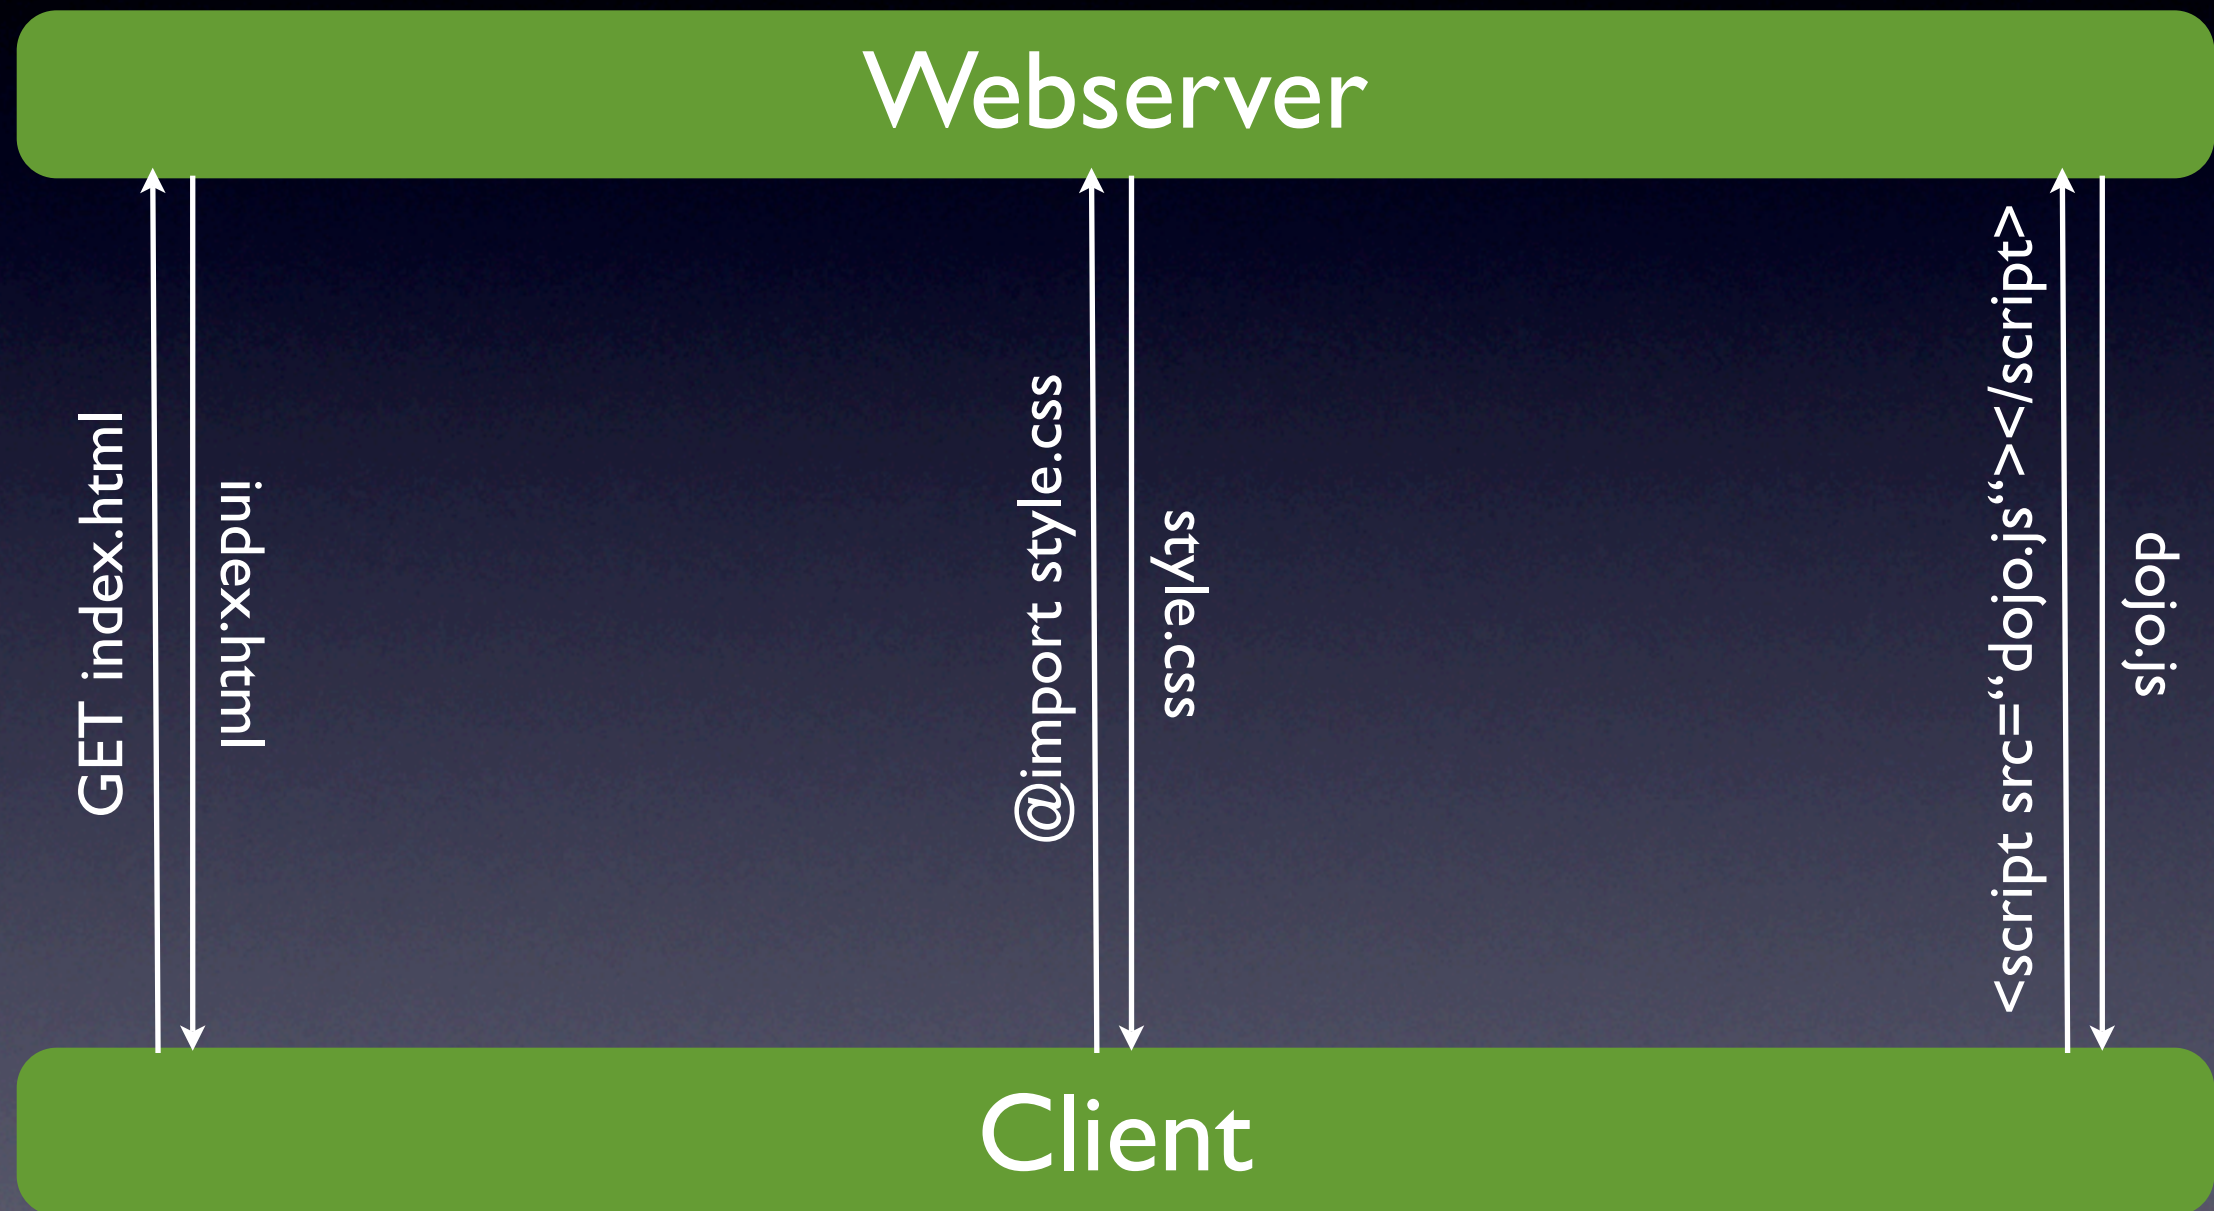 Webserver
GET index.html
index.html
@import style.css
style.css
<script src=”dojo.js”></script>
dojo.js
Client